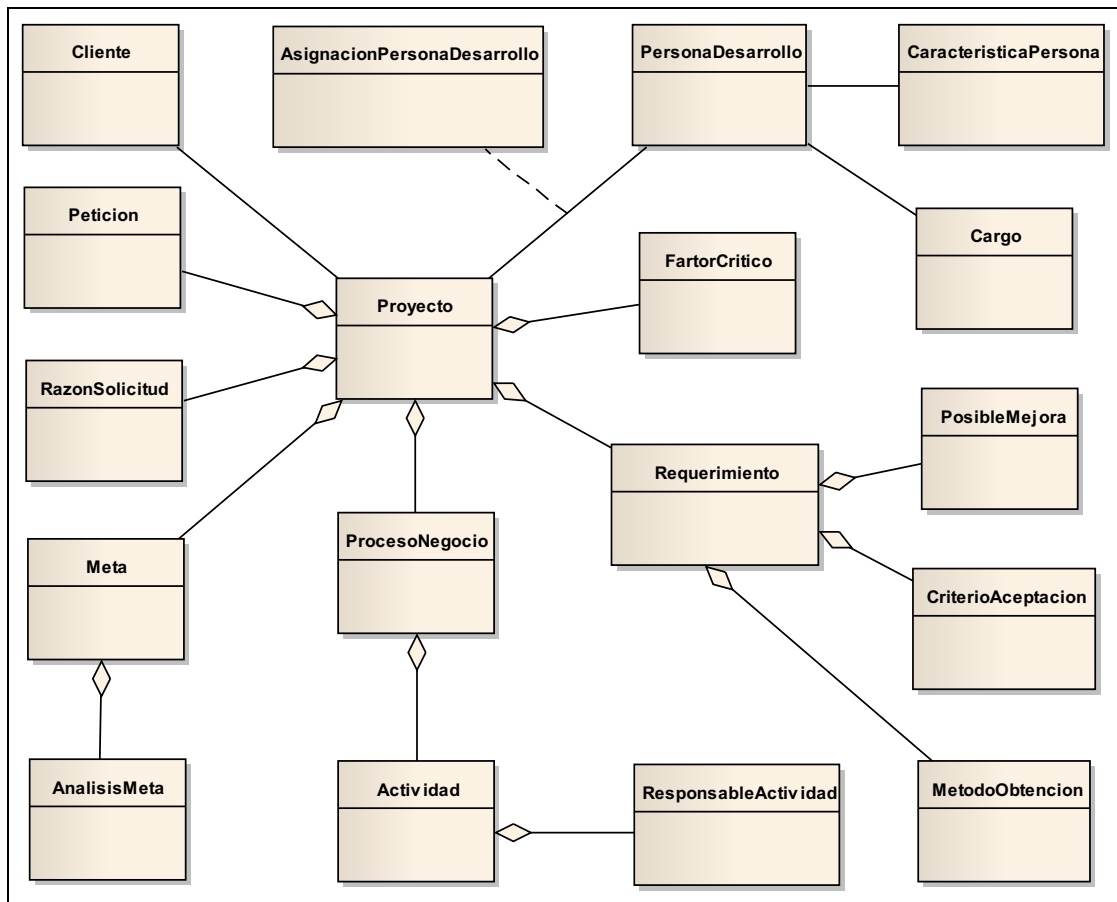 Cliente
AsignacionPersonaDesarrollo
PersonaDesarrollo
CaracteristicaPersona
Peticion
Cargo
FartorCritico
Proyecto
RazonSolicitud
PosibleMejora
Requerimiento
ProcesoNegocio
Meta
CriterioAceptacion
AnalisisMeta
Actividad
ResponsableActividad
MetodoObtencion